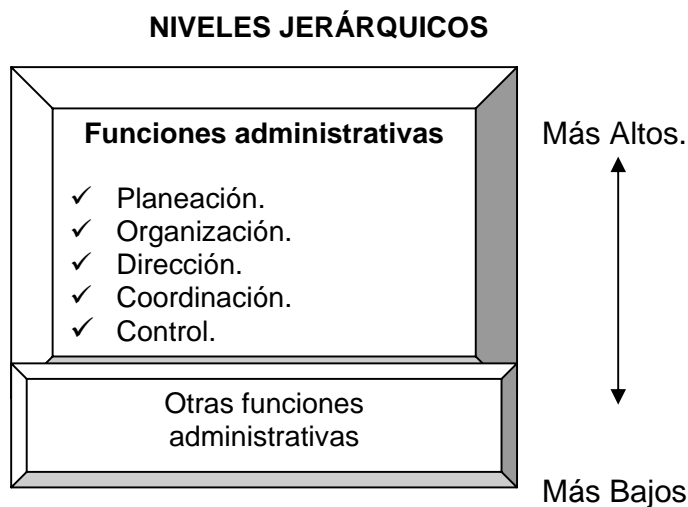 NIVELES JERÁRQUICOS
Funciones administrativas
Más Altos.
✓ Planeación.
✓ Organización.
✓ Dirección.
✓ Coordinación.
✓ Control.
Otras funciones
administrativas
Más Bajos